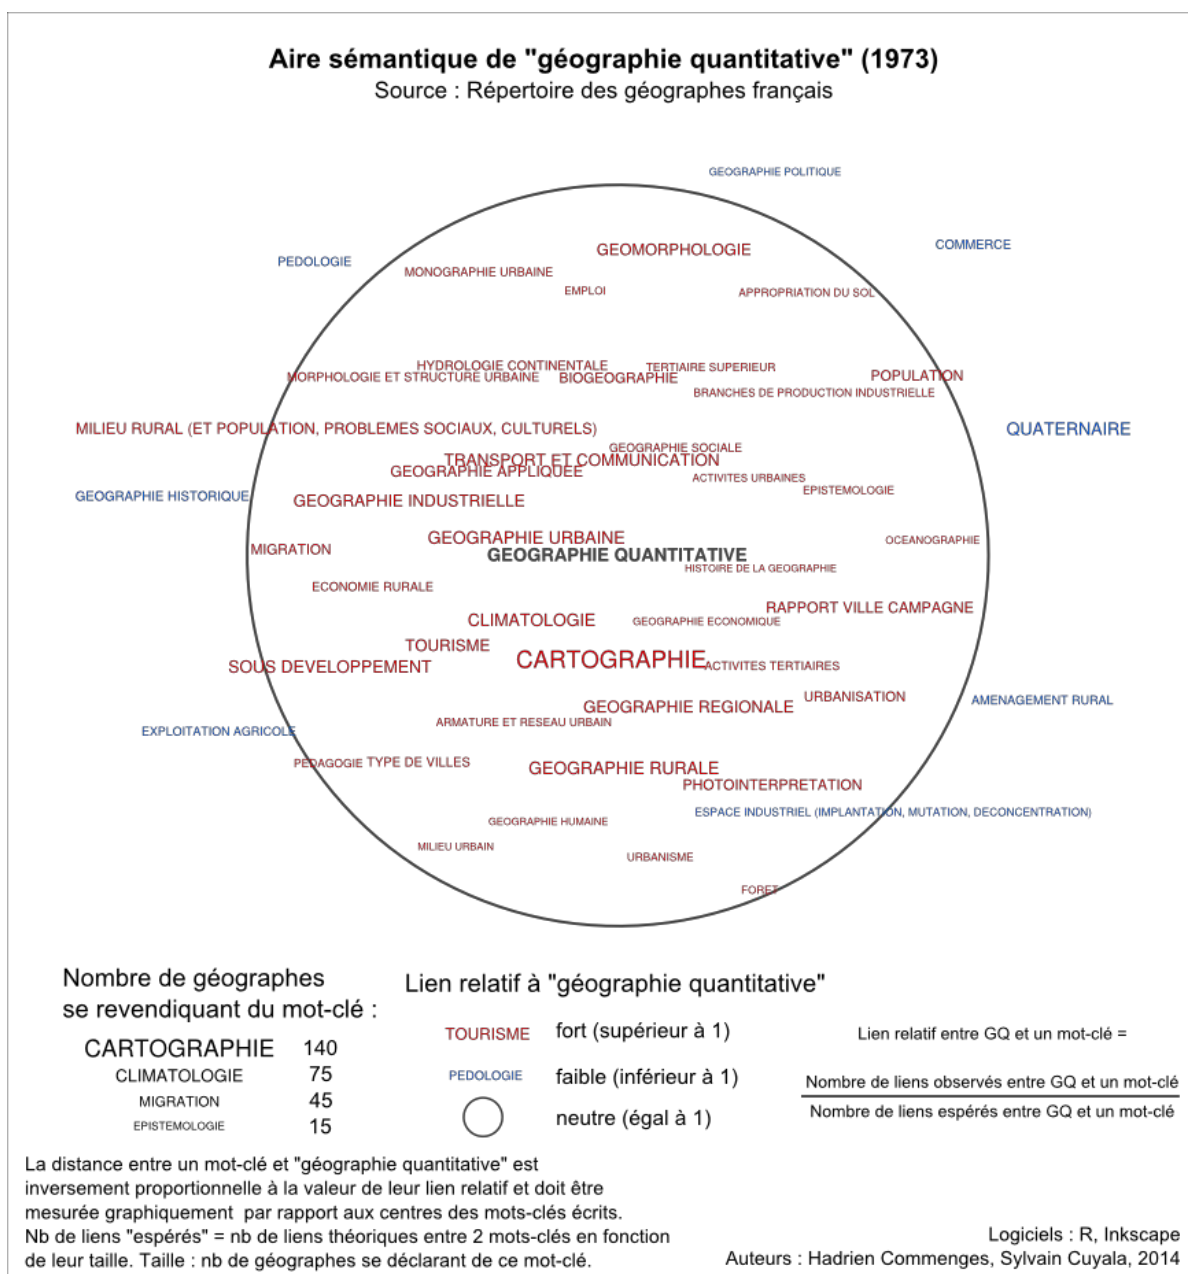 Aire sémantique de "géographie quantitative" (1973)
Source : Répertoire des géographes français
GEOGRAPHIE POLITIQUE
COMMERCE
GEOMORPHOLOGIE
PEDOLOGIE
MONOGRAPHIE URBAINE
EMPLOI
APPROPRIATION DU SOL
HYDROLOGIE CONTINENTALE
TERTIAIRE SUPERIEUR
MORPHOLOGIE ET STRUCTURE URBAINE
BIOGEOGRAPHIE
POPULATION
BRANCHES DE PRODUCTION INDUSTRIELLE
MILIEU RURAL (ET POPULATION, PROBLEMES SOCIAUX, CULTURELS)
QUATERNAIRE
GEOGRAPHIE SOCIALE
TRANSPORT ET COMMUNICATION
GEOGRAPHIE APPLIQUEE
ACTIVITES URBAINES
EPISTEMOLOGIE
GEOGRAPHIE HISTORIQUE
GEOGRAPHIE INDUSTRIELLE
GEOGRAPHIE URBAINE
OCEANOGRAPHIE
MIGRATION
GEOGRAPHIE QUANTITATIVE
HISTOIRE DE LA GEOGRAPHIE
ECONOMIE RURALE
RAPPORT VILLE CAMPAGNE
CLIMATOLOGIE
GEOGRAPHIE ECONOMIQUE
TOURISME
CARTOGRAPHIE
SOUS DEVELOPPEMENT
ACTIVITES TERTIAIRES
URBANISATION
AMENAGEMENT RURAL
GEOGRAPHIE REGIONALE
ARMATURE ET RESEAU URBAIN
EXPLOITATION AGRICOLE
PEDAGOGIE
TYPE DE VILLES
GEOGRAPHIE RURALE
PHOTOINTERPRETATION
ESPACE INDUSTRIEL (IMPLANTATION, MUTATION, DECONCENTRATION)
GEOGRAPHIE HUMAINE
MILIEU URBAIN
URBANISME
FORET
Nombre de géographes
se revendiquant du mot-clé :
CARTOGRAPHIE 140
CLIMATOLOGIE 75
MIGRATION 45
EPISTEMOLOGIE 15
Lien relatif à "géographie quantitative"
TOURISME fort (supérieur à 1)
PEDOLOGIE faible (inférieur à 1)
neutre (égal à 1)
Lien relatif entre GQ et un mot-clé =
Nombre de liens observés entre GQ et un mot-clé
Nombre de liens espérés entre GQ et un mot-clé
La distance entre un mot-clé et "géographie quantitative" est
inversement proportionnelle à la valeur de leur lien relatif et doit être
mesurée graphiquement par rapport aux centres des mots-clés écrits.
Nb de liens "espérés" = nb de liens théoriques entre 2 mots-clés en fonction
de leur taille. Taille : nb de géographes se déclarant de ce mot-clé.
Logiciels : R, Inkscape
Auteurs : Hadrien Commenges, Sylvain Cuyala, 2014